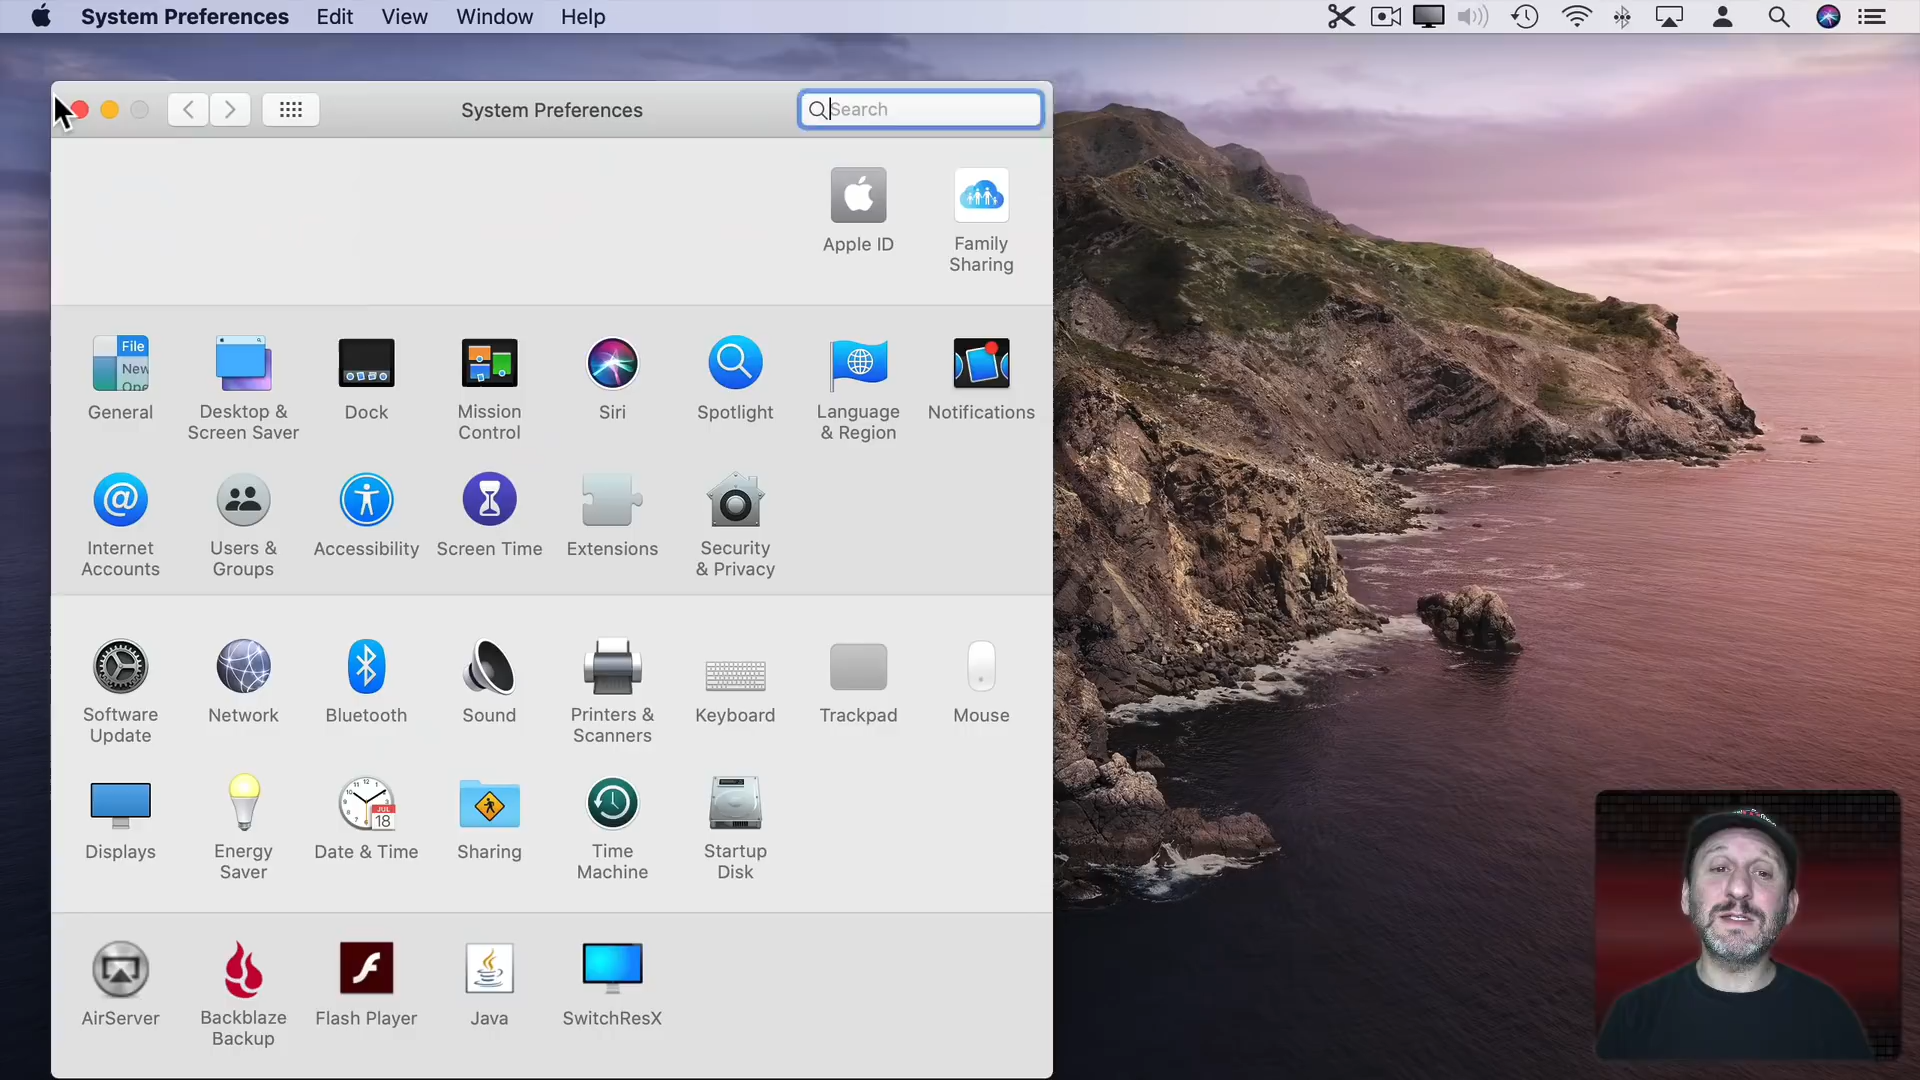 System Preferences Edit View Window Help
System Preferences
Search
Apple ID
Family
Sharing
File
New
Ope
General
Desktop &
Screen Saver
Dock
Mission
Control
Siri
Spotlight
Language
& Region
Notifications
Internet
Accounts
Users &
Groups
Accessibility
Screen Time
Extensions
Security
& Privacy
Software
Update
Network
Bluetooth
Sound
Printers &
Scanners
Keyboard
Trackpad
Mouse
Displays
Energy
Saver
JUL
18
Date & Time
Sharing
Time
Machine
Startup
Disk
AirServer
Backblaze
Backup
Flash Player
Java
SwitchResX